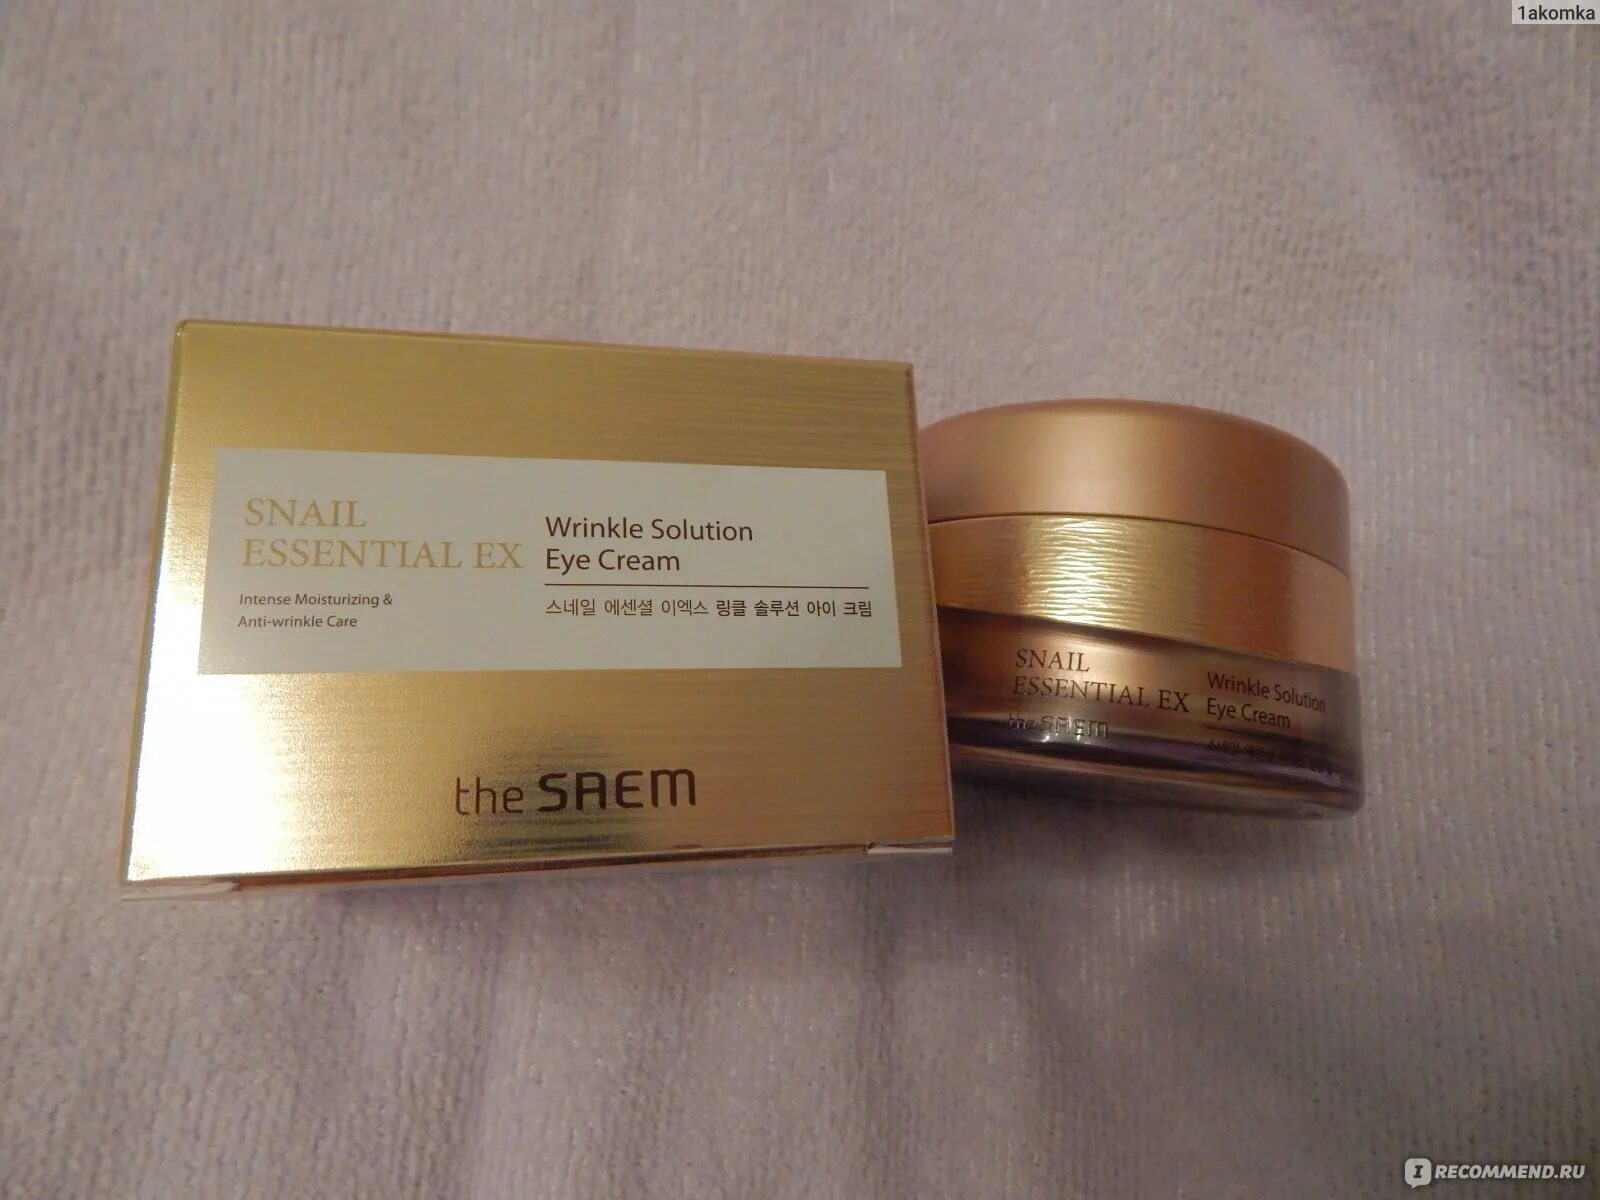 1akomka
SNAIL
ESSENTIAL EX
Intense Moisturizing &
Anti-wrinkle Care
Wrinkle Solution
Eye Cream
스네일 에센셜 이엑스 링클 솔루션 아이 크림
the SAEM
SNAIL
ESSENTIAL EX
the SAEM
Wrinkle Solution
Eye Cream
IRECOMMEND.RU